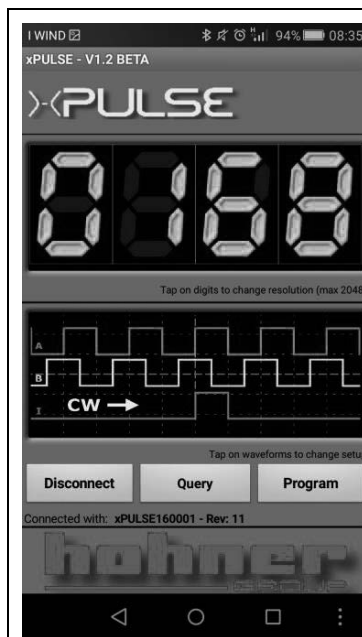 I WIND 94% 08:35
xPULSE - V1.2 BETA
xPULSE
0168
Tap on digits to change resolution (max 2048
A
B
CW →
I
Tap on waveforms to change setu
Disconnect Query Program
Connected with: xPULSE160001 - Rev: 11
hohner
GROUP